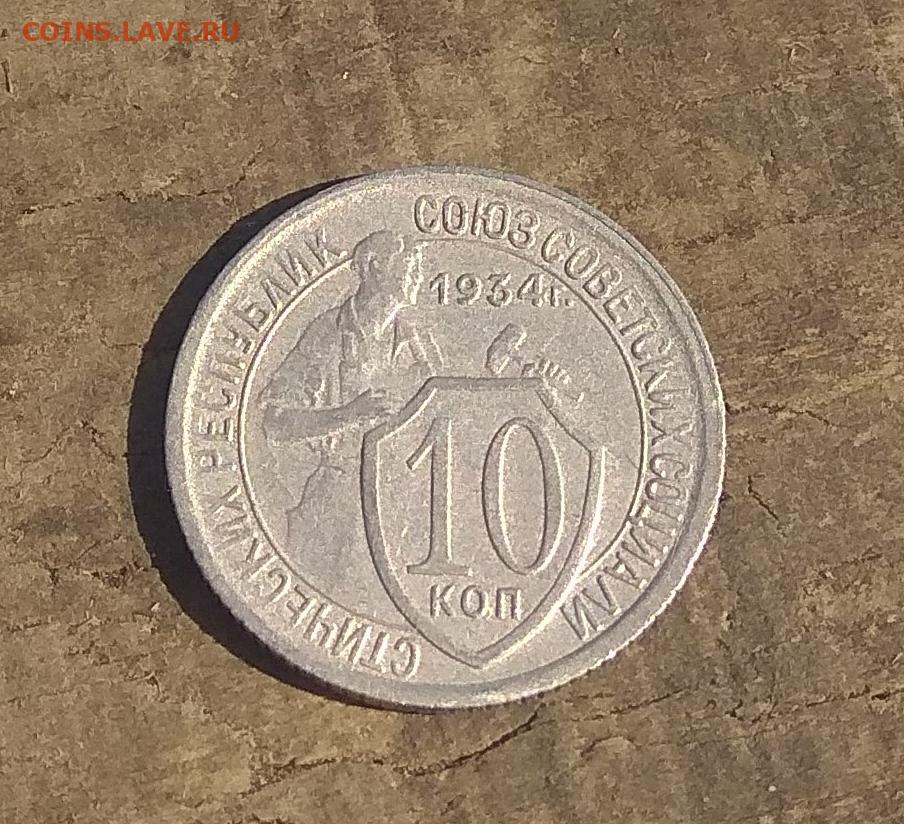 COINS.LAVE.RU
СОЮЗ СОВЕТСКИХ СОЦИАЛИСТИЧЕСКИХ РЕСПУБЛИК
1934г.
10
КОП